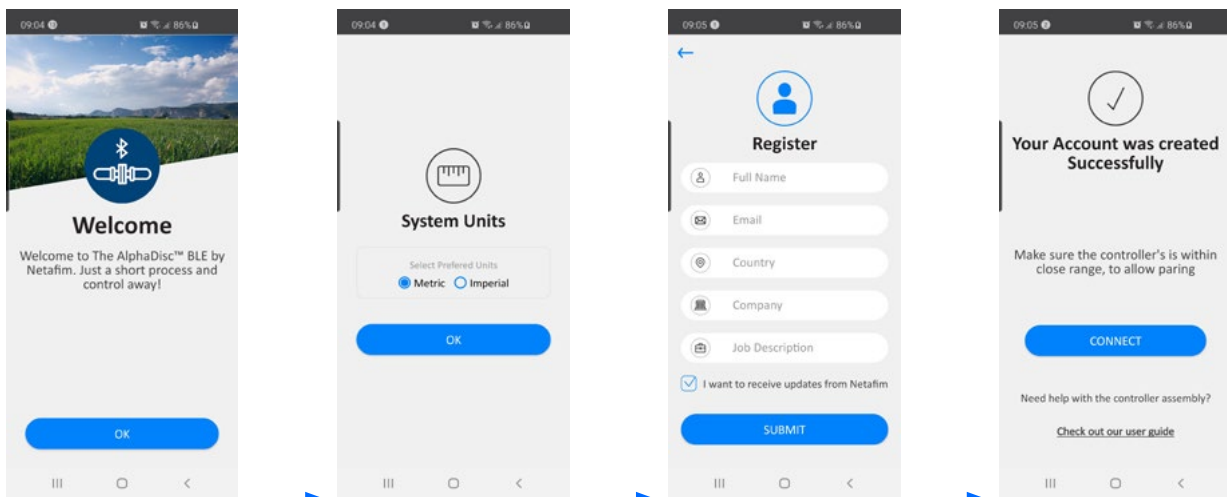 09:04 86%
Welcome
Welcome to The AlphaDisc™ BLE by
Netafim. Just a short process and
control away!
OK
09:04 86%
System Units
Select Prefered Units
Metric Imperial
OK
09:05 86%
Register
Full Name
Email
Country
Company
Job Description
I want to receive updates from Netafim
SUBMIT
09:05 86%
Your Account was created
Successfully
Make sure the controller's is within
close range, to allow paring
CONNECT
Need help with the controller assembly?
Check out our user guide